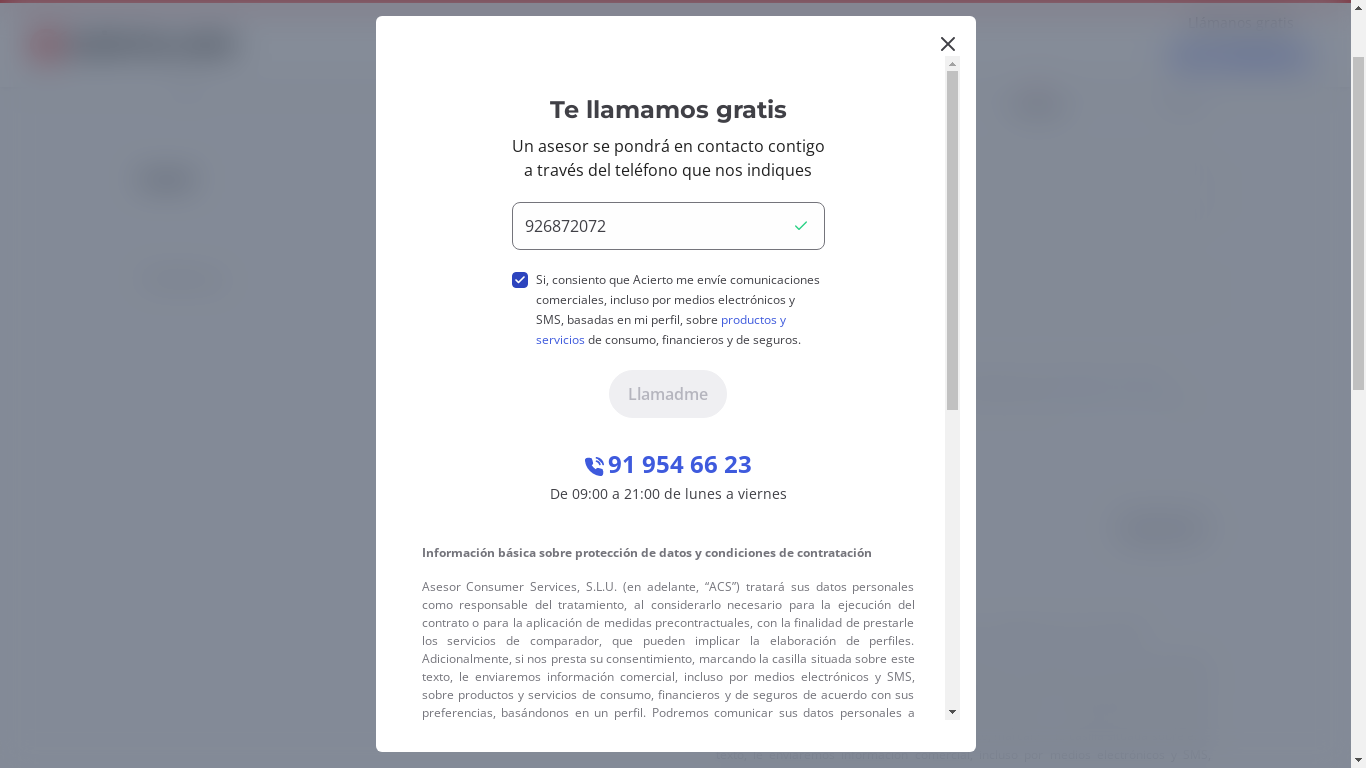 Te llamamos gratis
Un asesor se pondrá en contacto contigo
a través del teléfono que nos indiques
926872072
Si, consiento que Acierto me envíe comunicaciones
comerciales, incluso por medios electrónicos y
SMS, basadas en mi perfil, sobre productos y
servicios de consumo, financieros y de seguros.
Llamadme
91 954 66 23
De 09:00 a 21:00 de lunes a viernes
Información básica sobre protección de datos y condiciones de contratación
Asesor Consumer Services, S.L.U. (en adelante, “ACS”) tratará sus datos personales
como responsable del tratamiento, al considerarlo necesario para la ejecución del
contrato o para la aplicación de medidas precontractuales, con la finalidad de prestarle
los servicios de comparador, que pueden implicar la elaboración de perfiles.
Adicionalmente, si nos presta su consentimiento, marcando la casilla situada sobre este
texto, le enviaremos información comercial, incluso por medios electrónicos y SMS,
sobre productos y servicios de consumo, financieros y de seguros de acuerdo con sus
preferencias, basándonos en un perfil. Podremos comunicar sus datos personales a